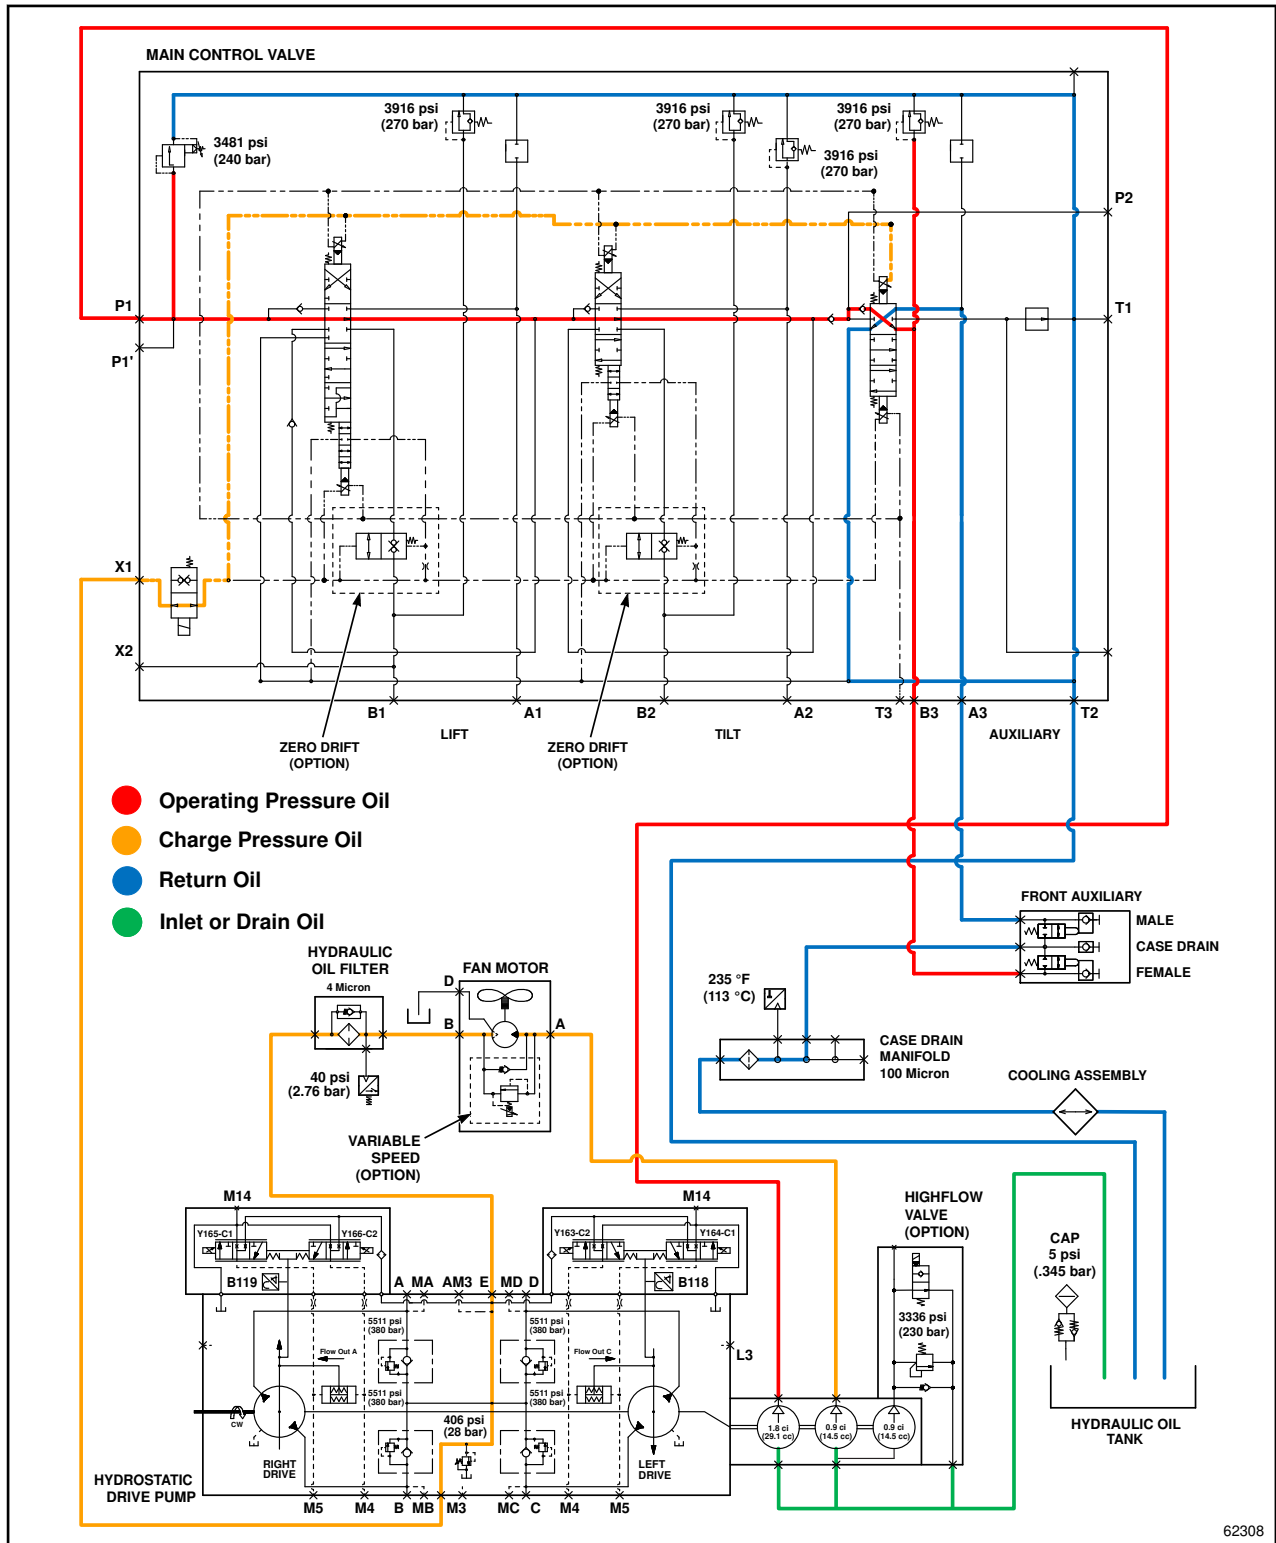 MAIN CONTROL VALVE
3916 psi
(270 bar)
3916 psi
(270 bar)
3916 psi
(270 bar)
3481 psi
(240 bar)
3916 psi
(270 bar)
P2
P1
T1
P1'
X1
X2
B1
A1
B2
A2
T3
B3
A3
T2
LIFT
TILT
AUXILIARY
ZERO DRIFT
(OPTION)
ZERO DRIFT
(OPTION)
Operating Pressure Oil
Charge Pressure Oil
Return Oil
Inlet or Drain Oil
FRONT AUXILIARY
MALE
CASE DRAIN
FEMALE
HYDRAULIC
OIL FILTER
4 Micron
FAN MOTOR
D
B
A
235 °F
(113 °C)
CASE DRAIN
MANIFOLD
100 Micron
40 psi
(2.76 bar)
COOLING ASSEMBLY
VARIABLE
SPEED
(OPTION)
M14
M14
HIGHFLOW
VALVE
(OPTION)
Y165-C1
Y166-C2
Y163-C2
Y164-C1
CAP
5 psi
(.345 bar)
B119
A
MA
AM3
E
MD
D
B118
5511 psi
(380 bar)
5511 psi
(380 bar)
3336 psi
(230 bar)
Flow Out A
Flow Out C
L3
5511 psi
(380 bar)
5511 psi
(380 bar)
406 psi
(28 bar)
CW
1.8 ci
(29.1 cc)
0.9 ci
(14.5 cc)
0.9 ci
(14.5 cc)
HYDRAULIC OIL
TANK
RIGHT
DRIVE
LEFT
DRIVE
HYDROSTATIC
DRIVE PUMP
M5
M4
B
MB
M3
MC
C
M4
M5
62308